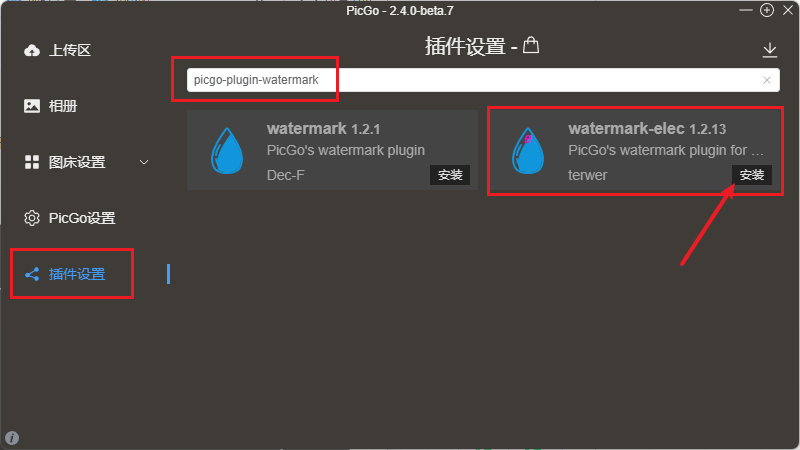 PicGo - 2.4.0-beta.7
上传区
相册
图床设置
PicGo设置
插件设置
插件设置 -
picgo-plugin-watermark
watermark 1.2.1
PicGo's watermark plugin
Dec-F
安装
watermark-elec 1.2.13
PicGo's watermark plugin for ...
terwer
安装